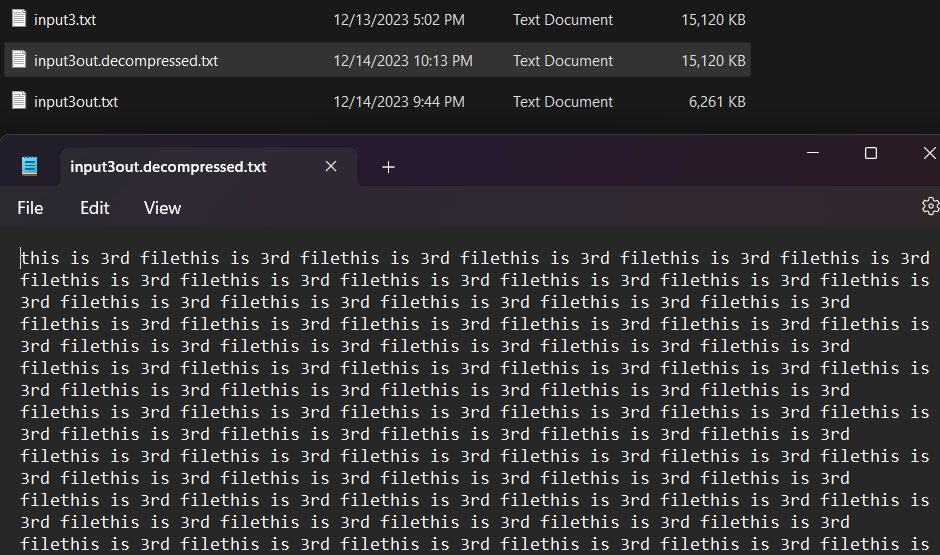 input3.txt 12/13/2023 5:02 PM Text Document 15,120 KB
input3out.decompressed.txt 12/14/2023 10:13 PM Text Document 15,120 KB
input3out.txt 12/14/2023 9:44 PM Text Document 6,261 KB
input3out.decompressed.txt
File Edit View
this is 3rd filethis is 3rd filethis is 3rd filethis is 3rd filethis is 3rd filethis is 3rd
filethis is 3rd filethis is 3rd filethis is 3rd filethis is 3rd filethis is 3rd filethis is
3rd filethis is 3rd filethis is 3rd filethis is 3rd filethis is 3rd filethis is 3rd
filethis is 3rd filethis is 3rd filethis is 3rd filethis is 3rd filethis is 3rd filethis is
3rd filethis is 3rd filethis is 3rd filethis is 3rd filethis is 3rd filethis is 3rd
filethis is 3rd filethis is 3rd filethis is 3rd filethis is 3rd filethis is 3rd filethis is
3rd filethis is 3rd filethis is 3rd filethis is 3rd filethis is 3rd filethis is 3rd
filethis is 3rd filethis is 3rd filethis is 3rd filethis is 3rd filethis is 3rd filethis is
3rd filethis is 3rd filethis is 3rd filethis is 3rd filethis is 3rd filethis is 3rd
filethis is 3rd filethis is 3rd filethis is 3rd filethis is 3rd filethis is 3rd filethis is
3rd filethis is 3rd filethis is 3rd filethis is 3rd filethis is 3rd filethis is 3rd
filethis is 3rd filethis is 3rd filethis is 3rd filethis is 3rd filethis is 3rd filethis is
3rd filethis is 3rd filethis is 3rd filethis is 3rd filethis is 3rd filethis is 3rd
filethis is 3rd filethis is 3rd filethis is 3rd filethis is 3rd filethis is 3rd filethis is